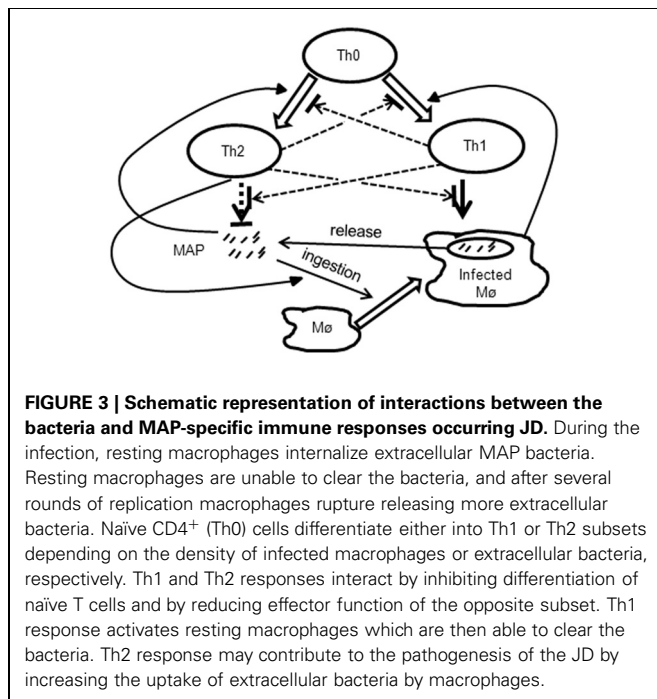 Th0
Th2
Th1
release
MAP
ingestion
Infected
Mø
Mø
FIGURE 3 | Schematic representation of interactions between the
bacteria and MAP-specific immune responses occurring JD. During the
infection, resting macrophages internalize extracellular MAP bacteria.
Resting macrophages are unable to clear the bacteria, and after several
rounds of replication macrophages rupture releasing more extracellular
bacteria. Naïve CD4⁺ (Th0) cells differentiate either into Th1 or Th2 subsets
depending on the density of infected macrophages or extracellular bacteria,
respectively. Th1 and Th2 responses interact by inhibiting differentiation of
naïve T cells and by reducing effector function of the opposite subset. Th1
response activates resting macrophages which are then able to clear the
bacteria. Th2 response may contribute to the pathogenesis of the JD by
increasing the uptake of extracellular bacteria by macrophages.